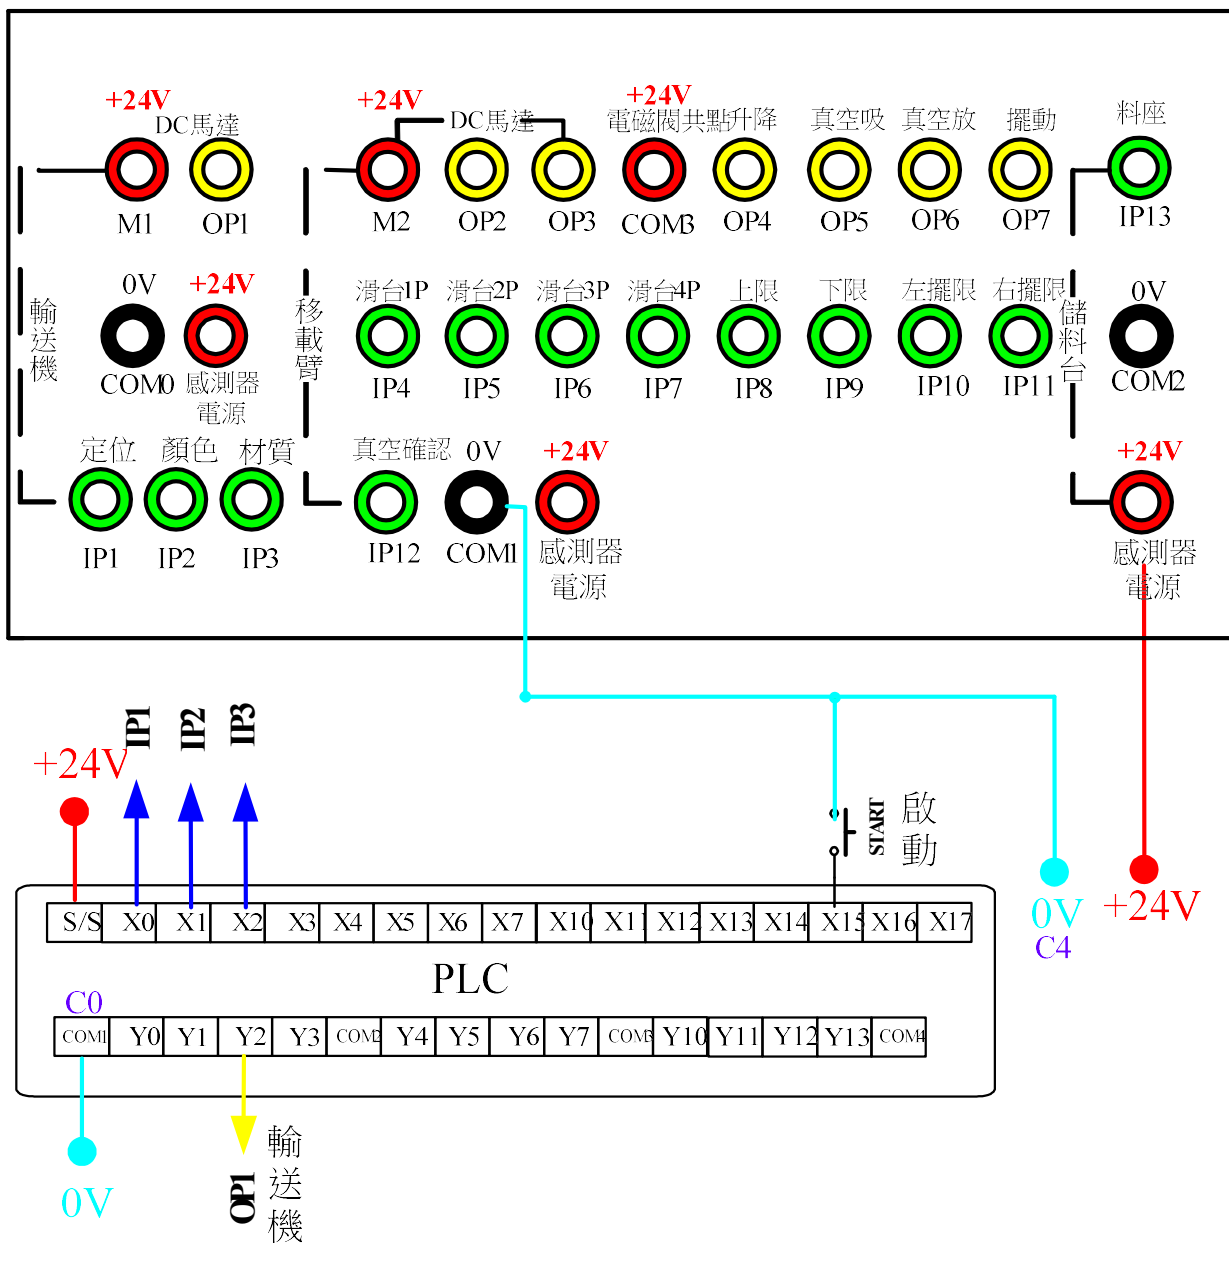 +24V +24V +24V
DC馬達 DC馬達 電磁閥共點 升降 真空吸 真空放 擺動 料座
M1 OP1 M2 OP2 OP3 COM3 OP4 OP5 OP6 OP7 IP13
0V +24V 滑台1P 滑台2P 滑台3P 滑台4P 上限 下限 左擺限 右擺限 0V
輸送機 移載臂 儲料台
COM0 感測器 IP4 IP5 IP6 IP7 IP8 IP9 IP10 IP11 COM2
電源
定位 顏色 材質 真空確認 0V +24V +24V
IP1 IP2 IP3 IP12 COM1 感測器 感測器
電源 電源
IP1 IP2 IP3
+24V
START 啟動
0V +24V
C4
S/S X0 X1 X2 X3 X4 X5 X6 X7 X10 X11 X12 X13 X14 X15 X16 X17
PLC
C0
COM1 Y0 Y1 Y2 Y3 COM2 Y4 Y5 Y6 Y7 COM3 Y10 Y11 Y12 Y13 COM4
0V
OP1 輸送機